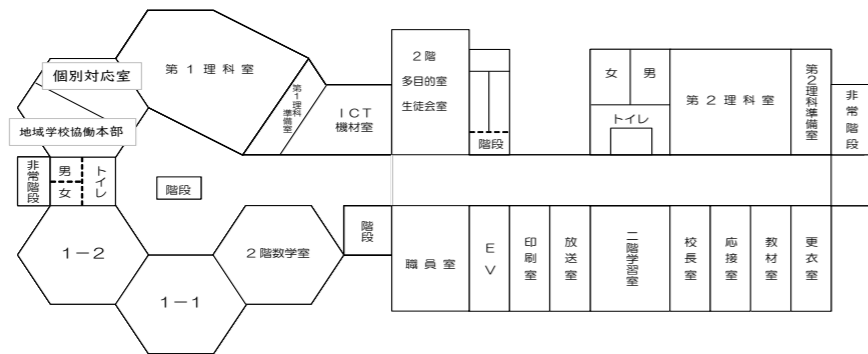 個別対応室
第１理科室
第１理科準備室
ＩＣＴ
機材室
２階
多目的室
生徒会室
階段
女
男
トイレ
第２理科室
第２理科準備室
非常階段
地域学校協働本部
非常階段
男
女
トイレ
階段
１－２
１－１
２階数学室
階段
職員室
ＥＶ
印刷室
放送室
二階学習室
校長室
応接室
教材室
更衣室